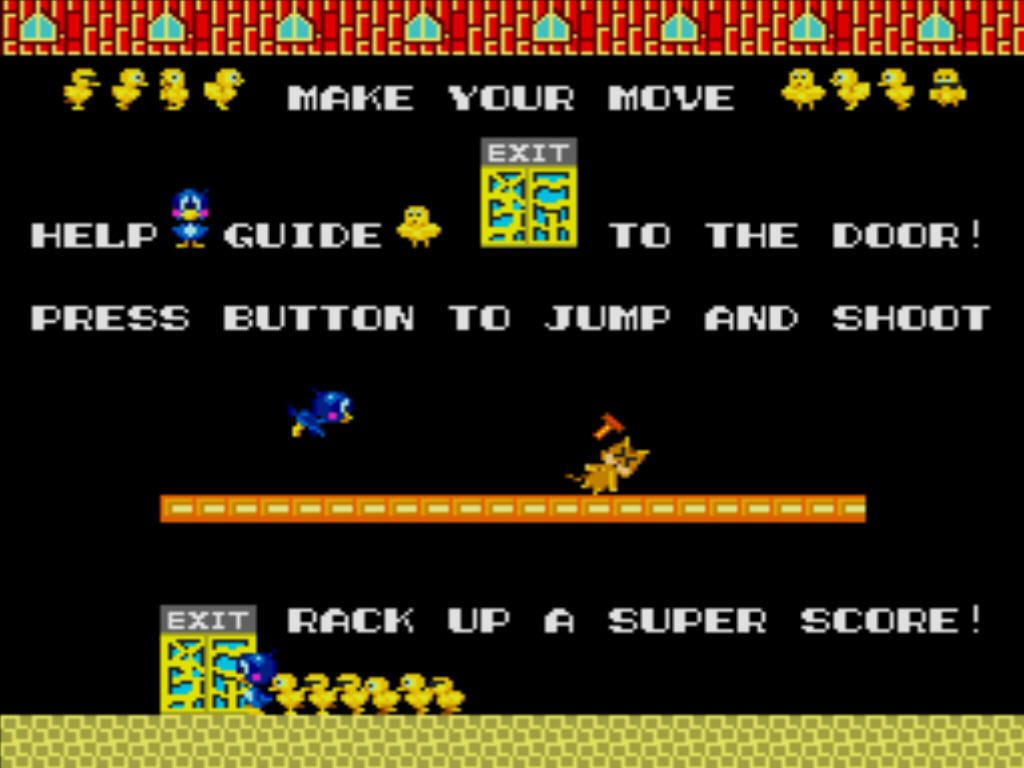 MAKE YOUR MOVE
EXIT
HELP GUIDE TO THE DOOR!
PRESS BUTTON TO JUMP AND SHOOT
EXIT
RACK UP A SUPER SCORE!